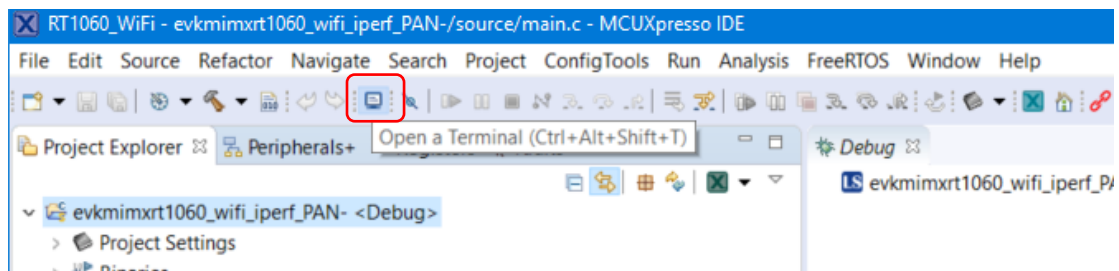 RT1060_WiFi - evkmimxrt1060_wifi_iperf_PAN-/source/main.c - MCUXpresso IDE
File Edit Source Refactor Navigate Search Project ConfigTools Run Analysis FreeRTOS Window Help
Open a Terminal (Ctrl+Alt+Shift+T)
Project Explorer Peripherals+
Debug
evkmimxrt1060_wifi_iperf_PA
evkmimxrt1060_wifi_iperf_PAN- <Debug>
Project Settings